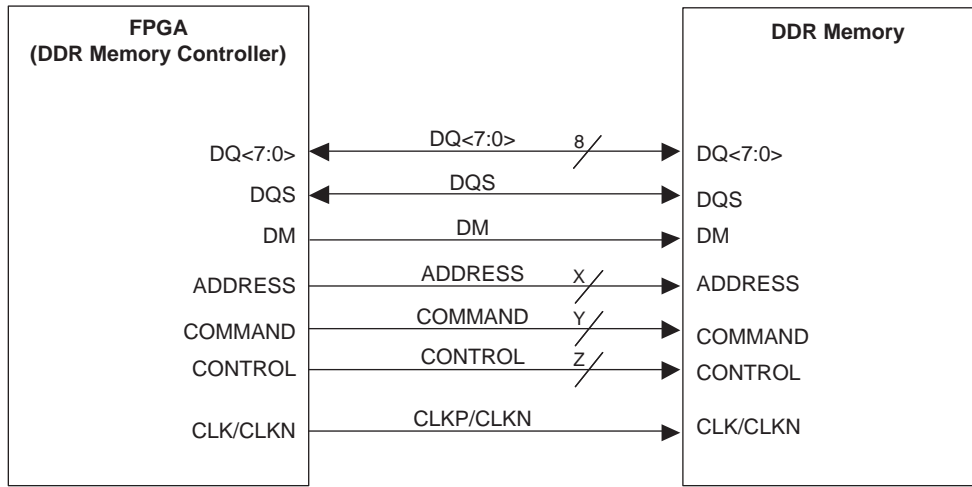 FPGA
(DDR Memory Controller)
DDR Memory
DQ<7:0>
DQ<7:0>
8
DQ<7:0>
DQS
DQS
DQS
DM
DM
DM
ADDRESS
ADDRESS
X
ADDRESS
COMMAND
COMMAND
Y
COMMAND
CONTROL
CONTROL
Z
CONTROL
CLK/CLKN
CLKP/CLKN
CLK/CLKN